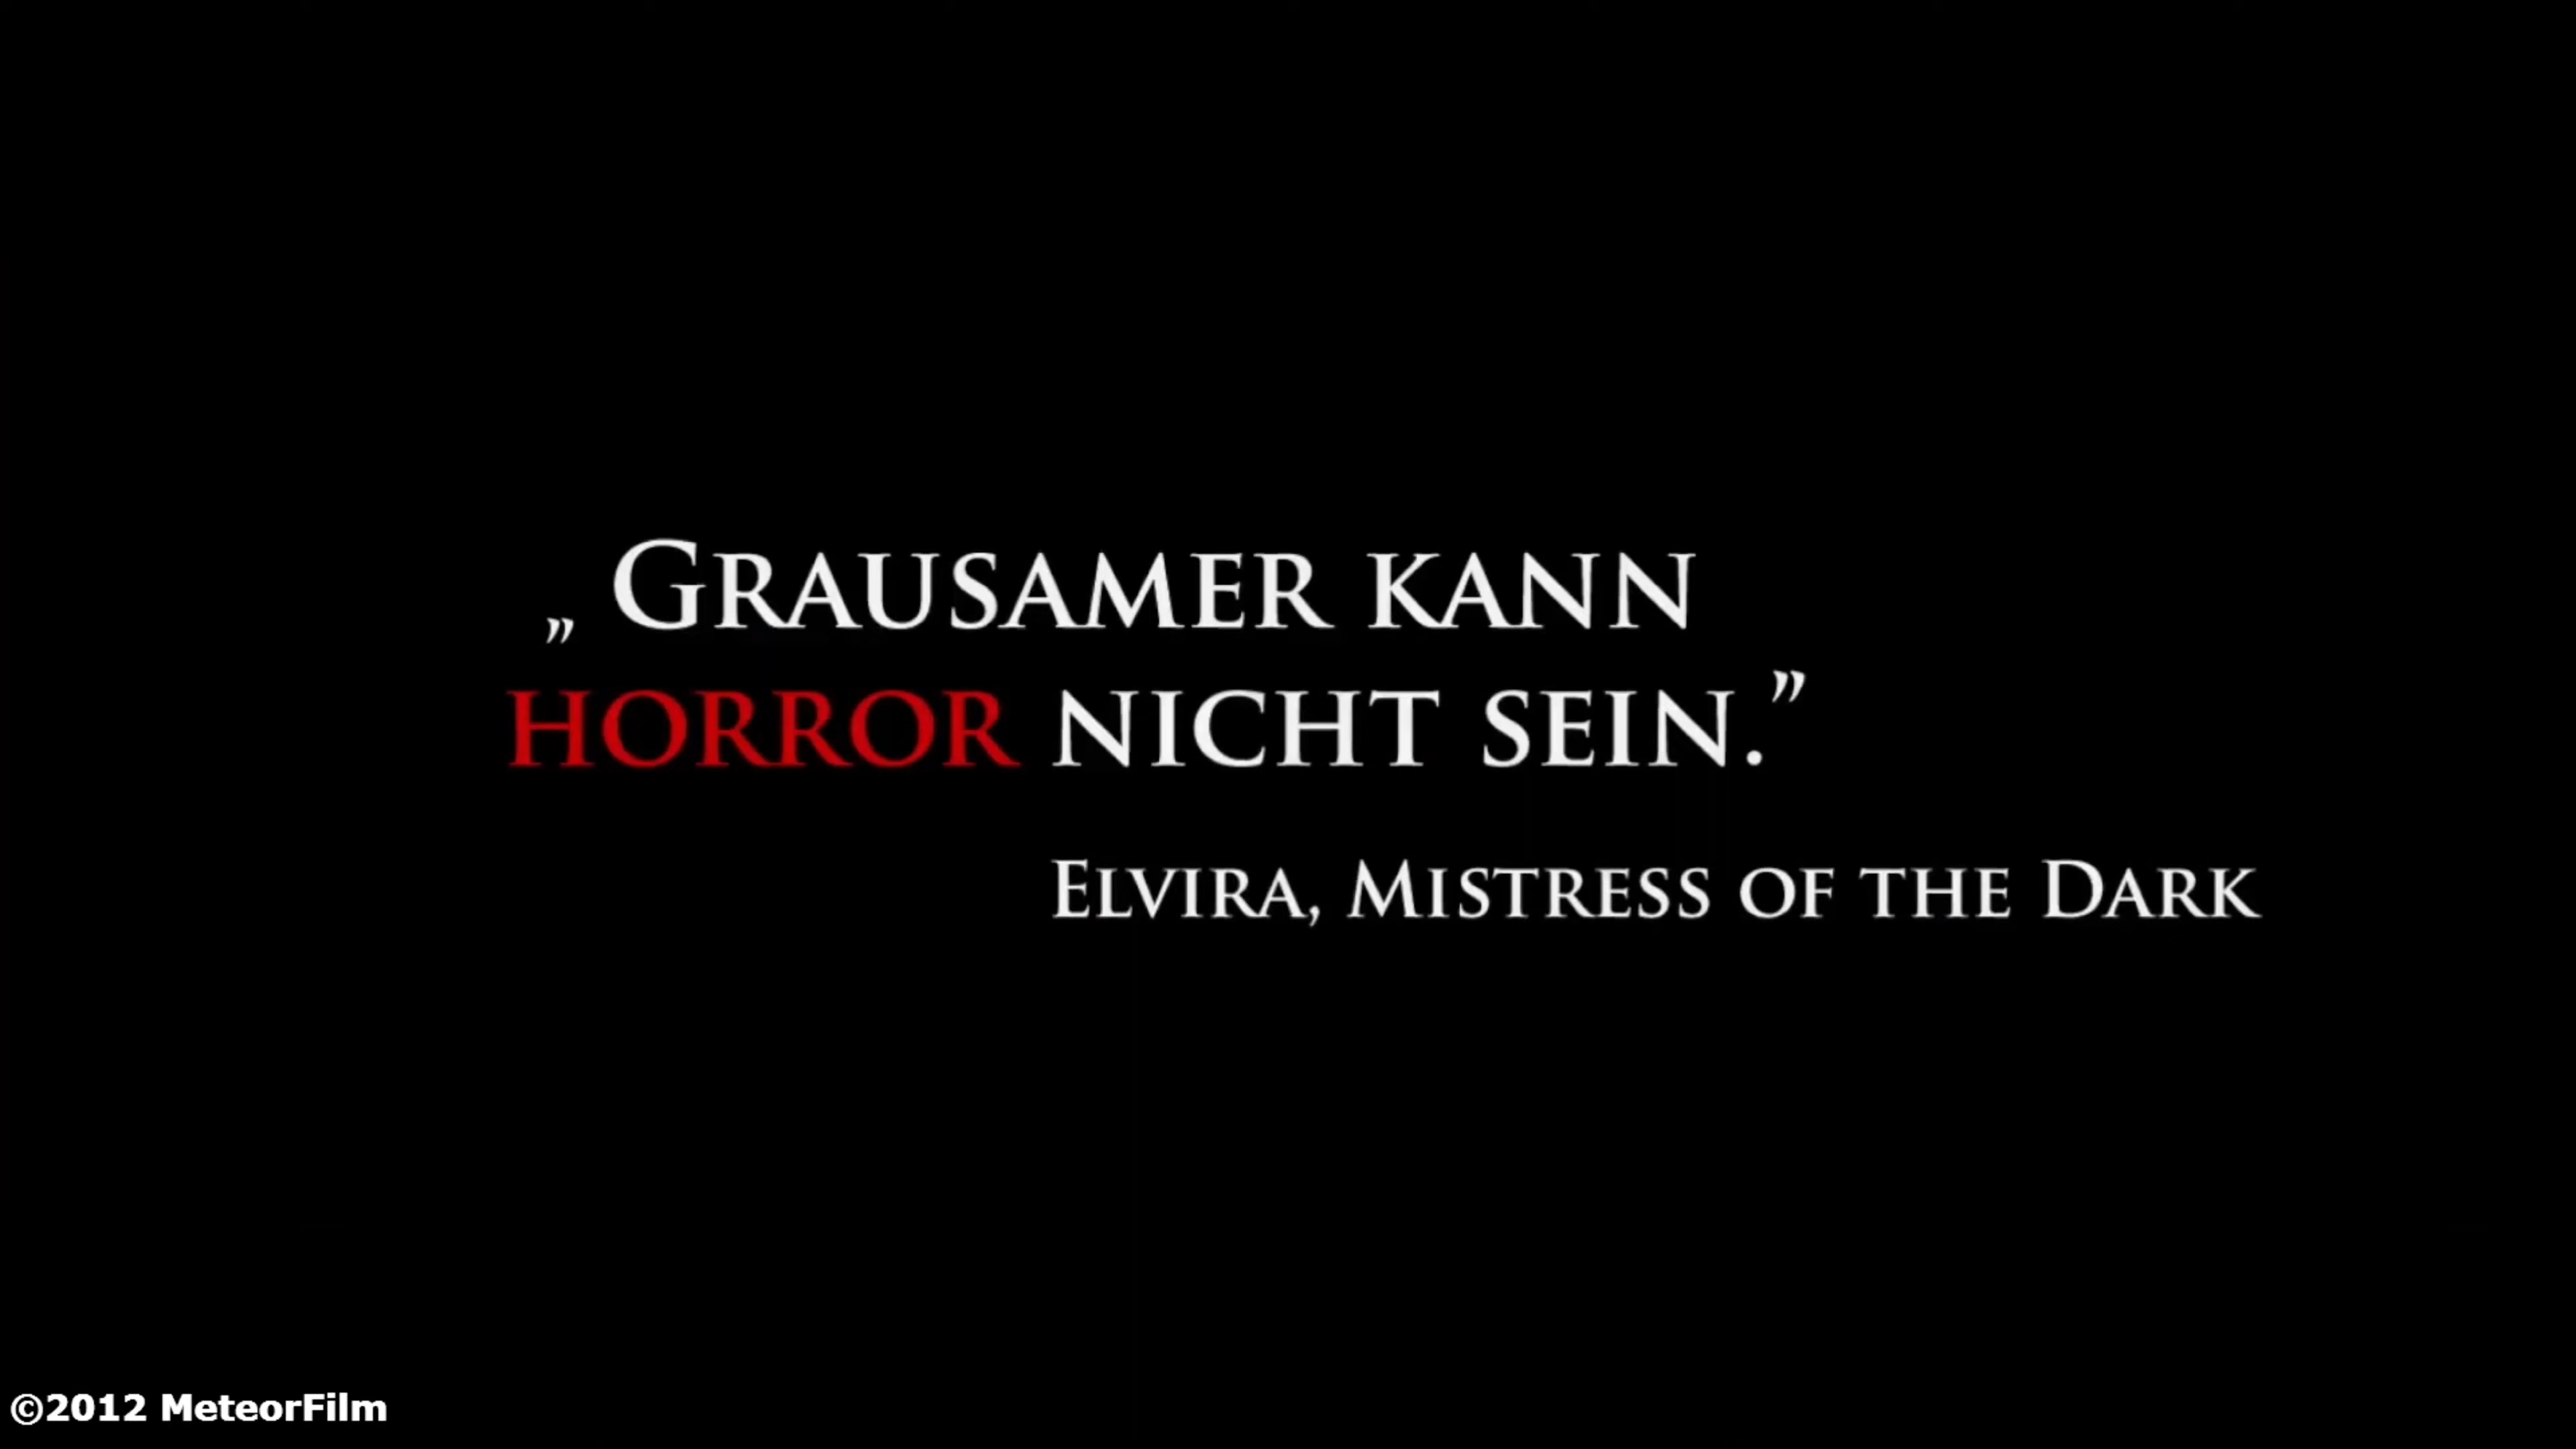 „ Grausamer kann
horror nicht sein.”
Elvira, Mistress of the Dark
©2012 MeteorFilm